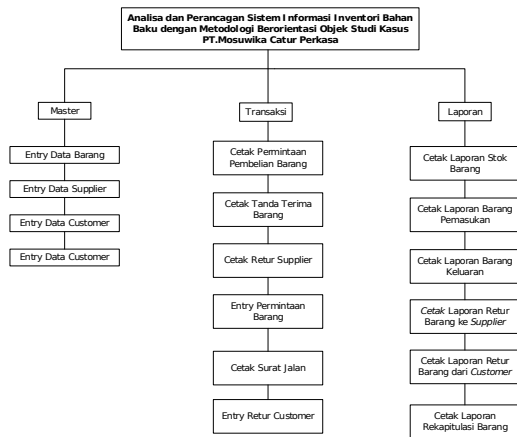 Analisa dan Perancagan Sistem Informasi Inventori Bahan
Baku dengan Metodologi Berorientasi Objek Studi Kasus
PT.Mosuwika Catur Perkasa
Master
Entry Data Barang
Entry Data Supplier
Entry Data Customer
Entry Data Customer
Transaksi
Cetak Permintaan
Pembelian Barang
Cetak Tanda Terima
Barang
Cetak Retur Supplier
Entry Permintaan
Barang
Cetak Surat Jalan
Entry Retur Customer
Laporan
Cetak Laporan Stok
Barang
Cetak Laporan Barang
Pemasukan
Cetak Laporan Barang
Keluaran
Cetak Laporan Retur
Barang ke Supplier
Cetak Laporan Retur
Barang dari Customer
Cetak Laporan
Rekapitulasi Barang